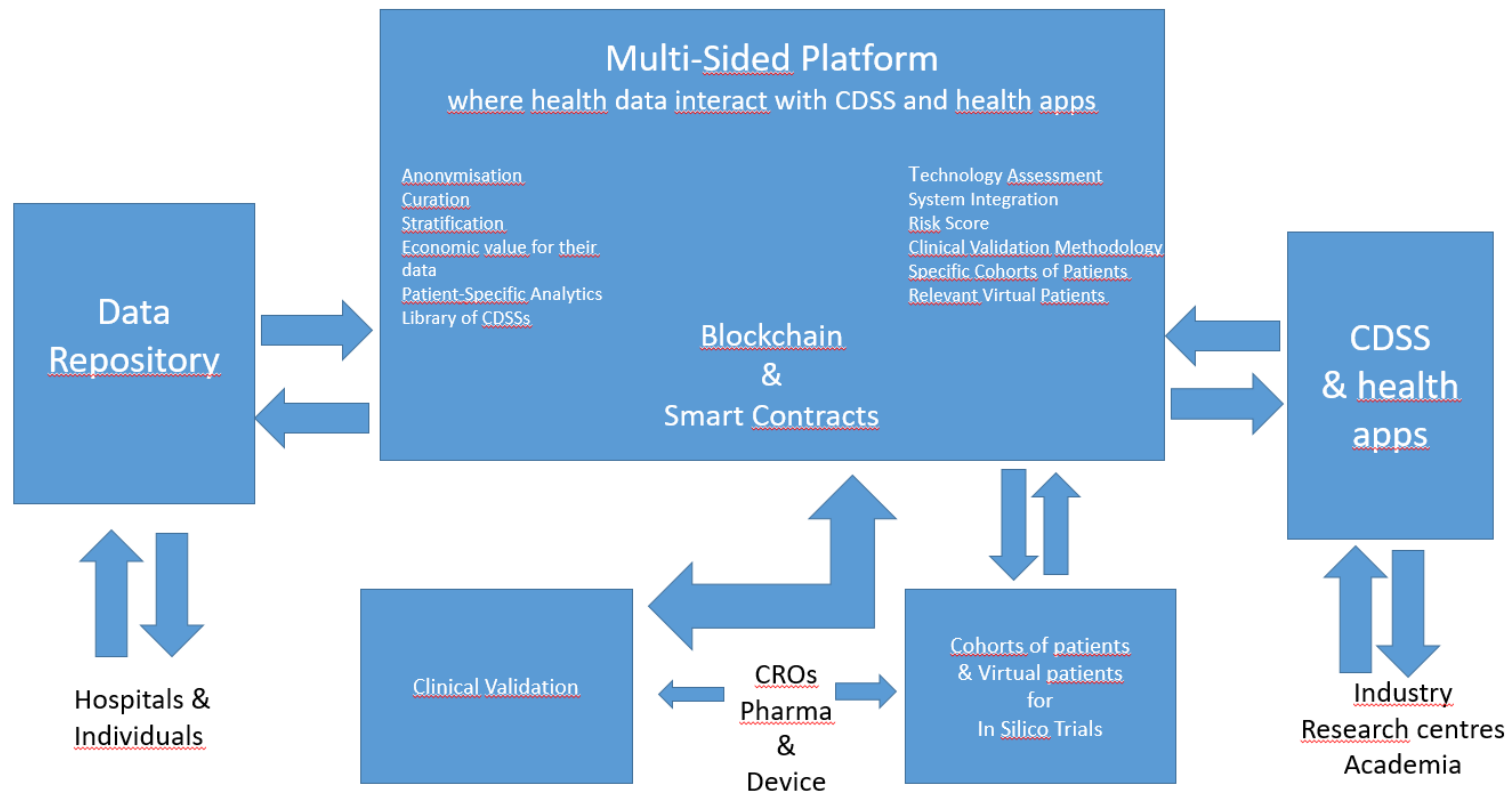 Multi-Sided Platform
where health data interact with CDSS and health apps
Anonymisation
Curation
Stratification
Economic value for their
data
Patient-Specific Analytics
Library of CDSSs
Technology Assessment
System Integration
Risk Score
Clinical Validation Methodology
Specific Cohorts of Patients
Relevant Virtual Patients
Blockchain
&
Smart Contracts
Data
Repository
CDSS
& health
apps
Hospitals &
Individuals
Clinical Validation
CROs
Pharma
&
Device
Cohorts of patients
& Virtual patients
for
In Silico Trials
Industry
Research centres
Academia